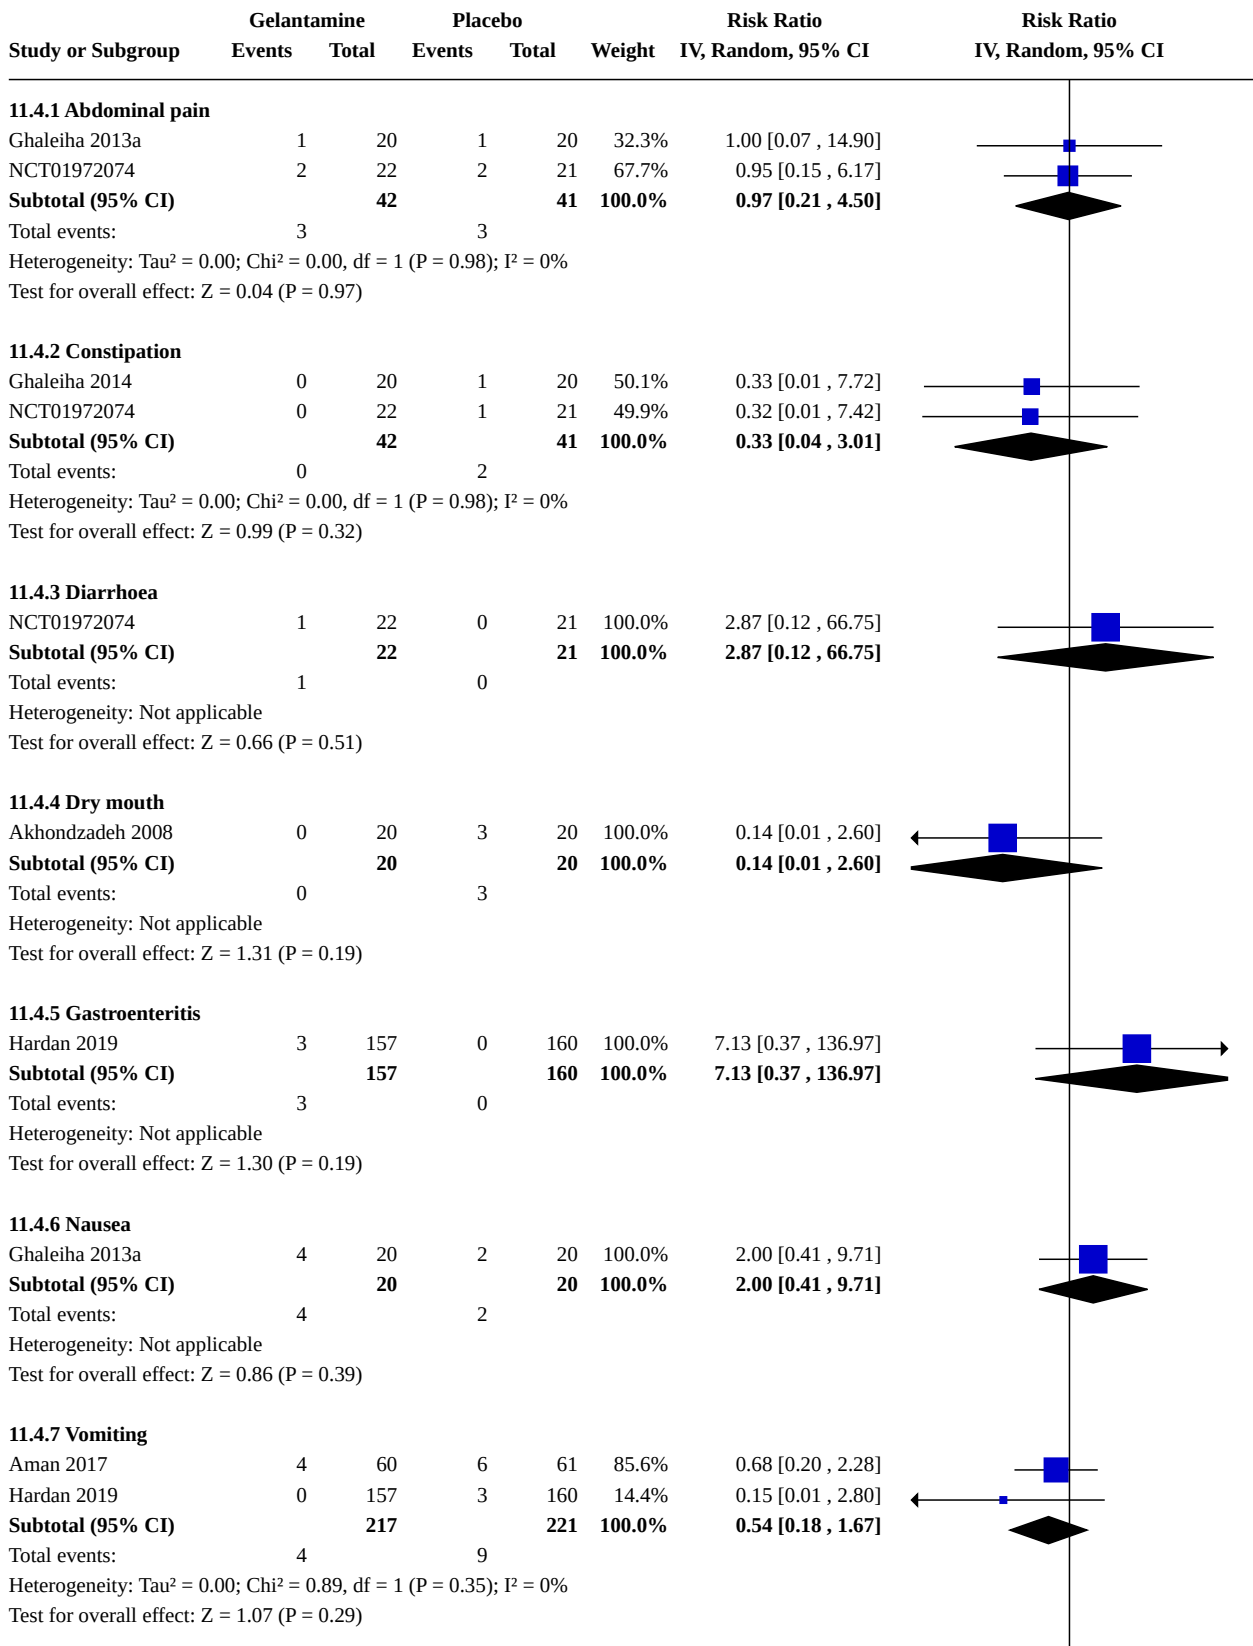 Gelantamine Placebo Risk Ratio Risk Ratio
Study or Subgroup Events Total Events Total Weight IV, Random, 95% CI IV, Random, 95% CI
11.4.1 Abdominal pain
Ghaleiha 2013a 1 20 1 20 32.3% 1.00 [0.07 , 14.90]
NCT01972074 2 22 2 21 67.7% 0.95 [0.15 , 6.17]
Subtotal (95% CI) 42 41 100.0% 0.97 [0.21 , 4.50]
Total events: 3 3
Heterogeneity: Tau² = 0.00; Chi² = 0.00, df = 1 (P = 0.98); I² = 0%
Test for overall effect: Z = 0.04 (P = 0.97)
11.4.2 Constipation
Ghaleiha 2014 0 20 1 20 50.1% 0.33 [0.01 , 7.72]
NCT01972074 0 22 1 21 49.9% 0.32 [0.01 , 7.42]
Subtotal (95% CI) 42 41 100.0% 0.33 [0.04 , 3.01]
Total events: 0 2
Heterogeneity: Tau² = 0.00; Chi² = 0.00, df = 1 (P = 0.98); I² = 0%
Test for overall effect: Z = 0.99 (P = 0.32)
11.4.3 Diarrhoea
NCT01972074 1 22 0 21 100.0% 2.87 [0.12 , 66.75]
Subtotal (95% CI) 22 21 100.0% 2.87 [0.12 , 66.75]
Total events: 1 0
Heterogeneity: Not applicable
Test for overall effect: Z = 0.66 (P = 0.51)
11.4.4 Dry mouth
Akhondzadeh 2008 0 20 3 20 100.0% 0.14 [0.01 , 2.60]
Subtotal (95% CI) 20 20 100.0% 0.14 [0.01 , 2.60]
Total events: 0 3
Heterogeneity: Not applicable
Test for overall effect: Z = 1.31 (P = 0.19)
11.4.5 Gastroenteritis
Hardan 2019 3 157 0 160 100.0% 7.13 [0.37 , 136.97]
Subtotal (95% CI) 157 160 100.0% 7.13 [0.37 , 136.97]
Total events: 3 0
Heterogeneity: Not applicable
Test for overall effect: Z = 1.30 (P = 0.19)
11.4.6 Nausea
Ghaleiha 2013a 4 20 2 20 100.0% 2.00 [0.41 , 9.71]
Subtotal (95% CI) 20 20 100.0% 2.00 [0.41 , 9.71]
Total events: 4 2
Heterogeneity: Not applicable
Test for overall effect: Z = 0.86 (P = 0.39)
11.4.7 Vomiting
Aman 2017 4 60 6 61 85.6% 0.68 [0.20 , 2.28]
Hardan 2019 0 157 3 160 14.4% 0.15 [0.01 , 2.80]
Subtotal (95% CI) 217 221 100.0% 0.54 [0.18 , 1.67]
Total events: 4 9
Heterogeneity: Tau² = 0.00; Chi² = 0.89, df = 1 (P = 0.35); I² = 0%
Test for overall effect: Z = 1.07 (P = 0.29)